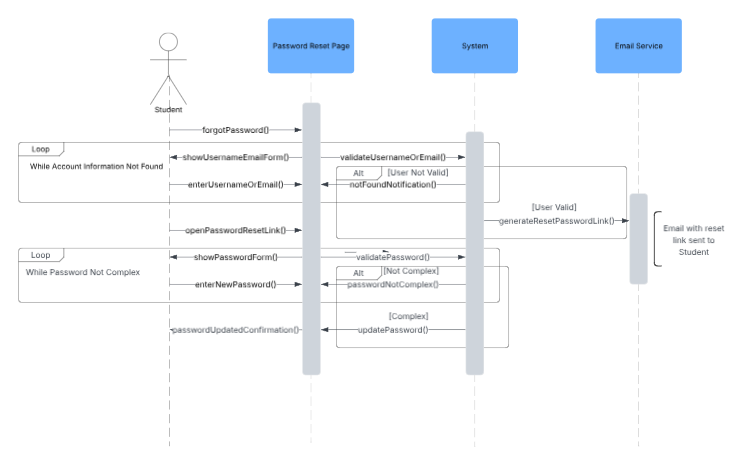 Password Reset Page
System
Email Service
Student
forgotPassword()
Loop
While Account Information Not Found
showUsernameEmailForm()
validateUsernameOrEmail()
Alt
[User Not Valid]
enterUsernameOrEmail()
notFoundNotification()
[User Valid]
generateResetPasswordLink()
Email with reset
link sent to
Student
openPasswordResetLink()
Loop
While Password Not Complex
showPasswordForm()
validatePassword()
Alt
[Not Complex]
enterNewPassword()
passwordNotComplex()
[Complex]
passwordUpdatedConfirmation()
updatePassword()